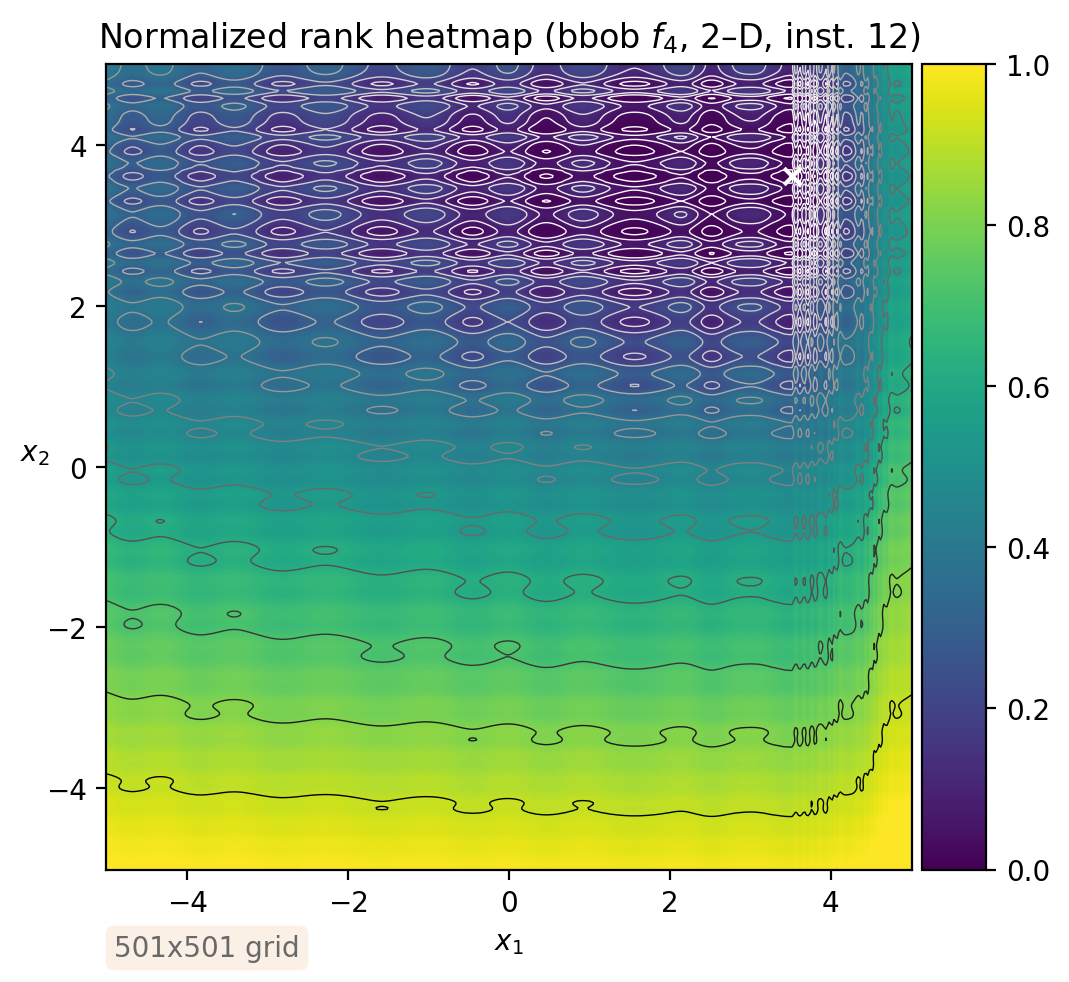 Normalized rank heatmap (bbob f₄, 2–D, inst. 12)
1.0
0.8
0.6
0.4
0.2
0.0
4
2
0
−2
−4
x₂
−4 −2 0 2 4
x₁
501x501 grid